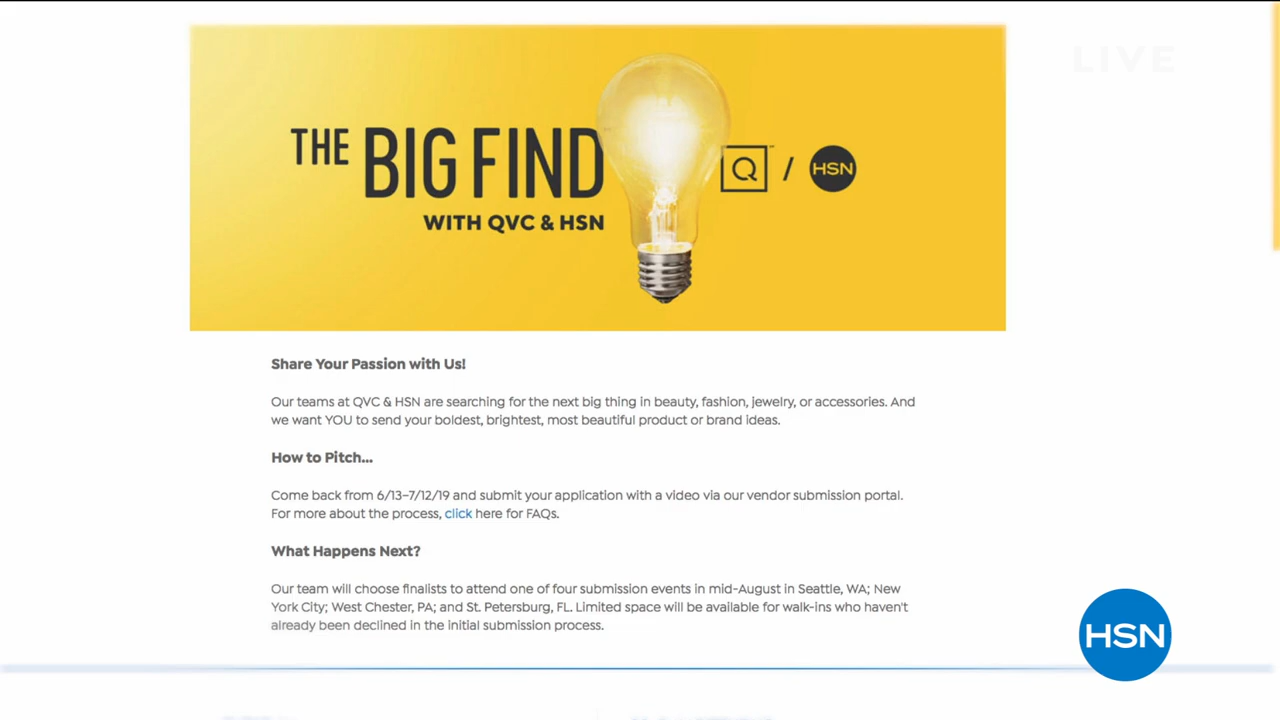 LIVE
THE BIG FIND
WITH QVC & HSN
Q / HSN
Share Your Passion with Us!
Our teams at QVC & HSN are searching for the next big thing in beauty, fashion, jewelry, or accessories. And
we want YOU to send your boldest, brightest, most beautiful product or brand ideas.
How to Pitch...
Come back from 6/13–7/12/19 and submit your application with a video via our vendor submission portal.
For more about the process, click here for FAQs.
What Happens Next?
Our team will choose finalists to attend one of four submission events in mid-August in Seattle, WA; New
York City; West Chester, PA; and St. Petersburg, FL. Limited space will be available for walk-ins who haven't
already been declined in the initial submission process.
HSN